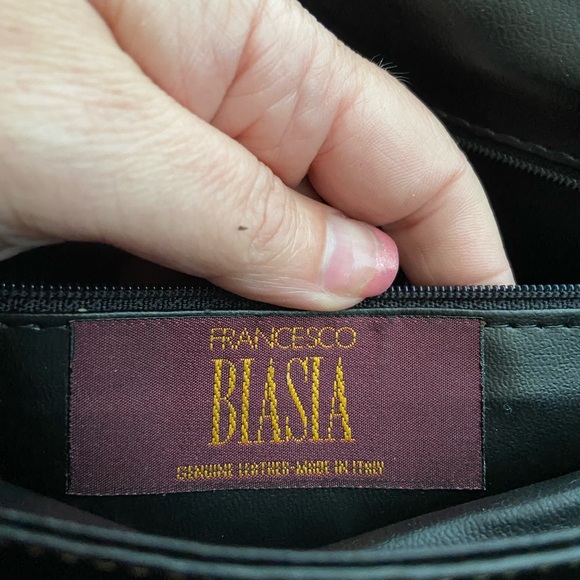 FRANCESCO
BIASIA
GENUINE LEATHER-MADE IN ITALY